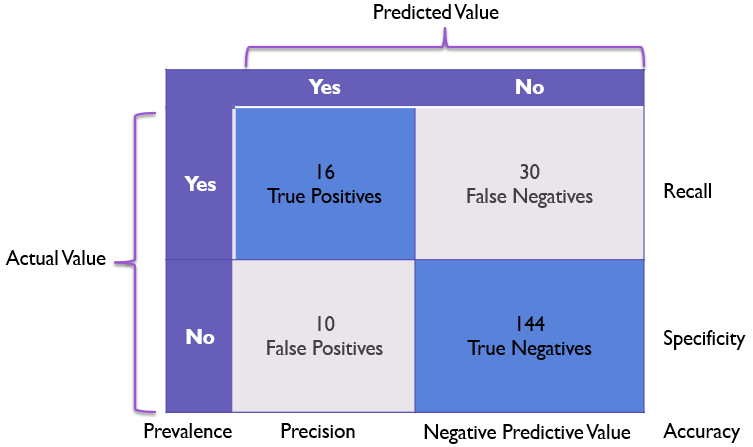 Predicted Value
Yes No
Yes
16
True Positives
30
False Negatives
Recall
Actual Value
No
10
False Positives
144
True Negatives
Specificity
Prevalence Precision Negative Predictive Value Accuracy